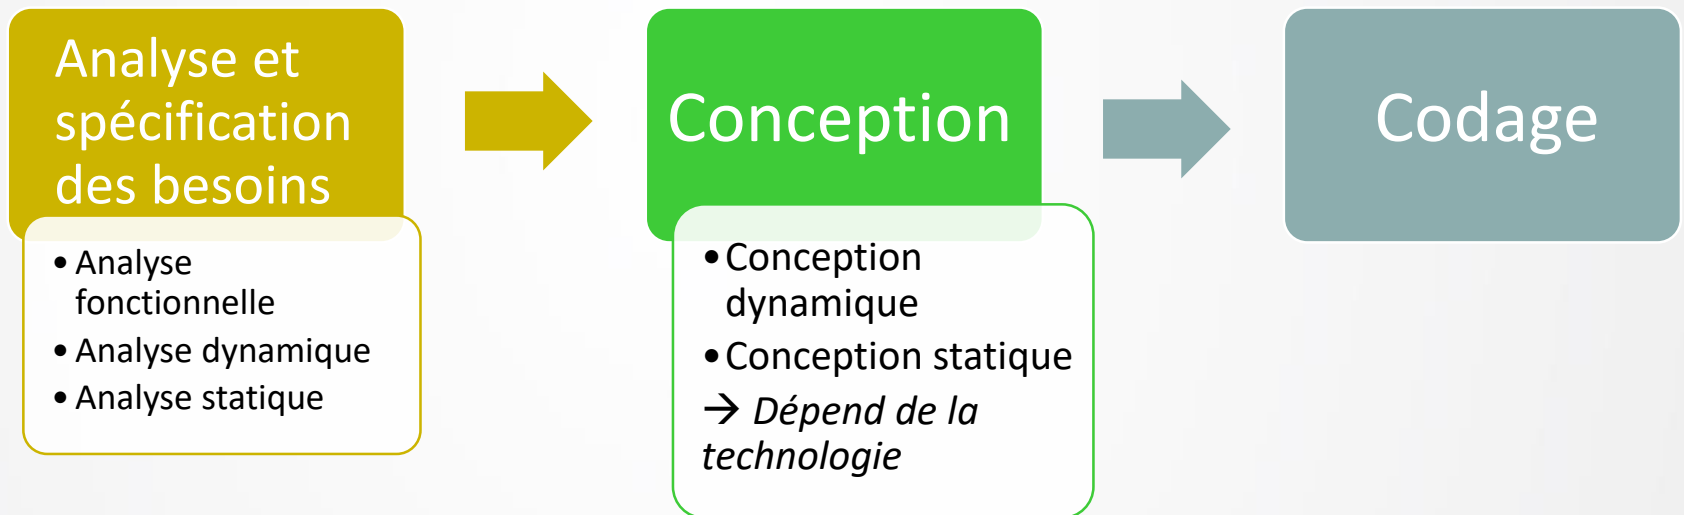 Analyse et
spécification
des besoins
• Analyse
fonctionnelle
• Analyse dynamique
• Analyse statique
Conception
• Conception
dynamique
• Conception statique
→ Dépend de la
technologie
Codage